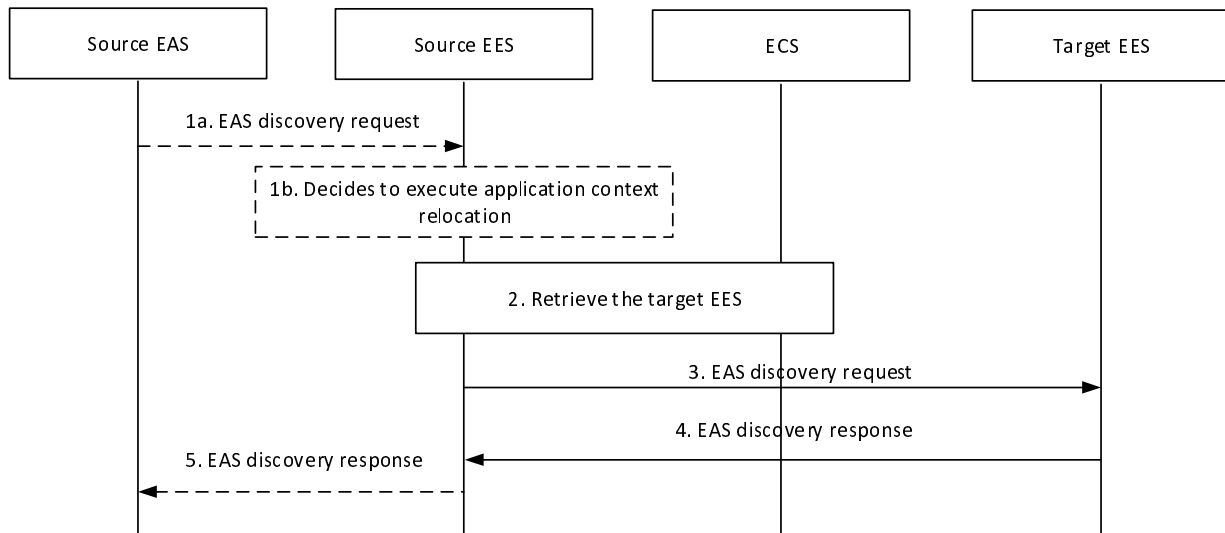 Source EAS
Source EES
ECS
Target EES
1a. EAS discovery request
1b. Decides to execute application context
relocation
2. Retrieve the target EES
3. EAS discovery request
4. EAS discovery response
5. EAS discovery response